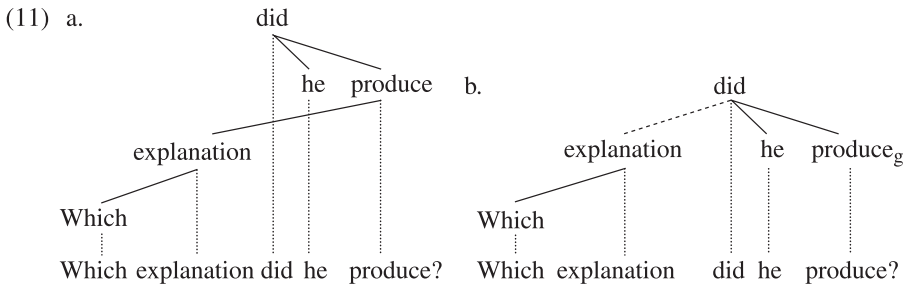 (11) a.
did
he produce
explanation
Which
Which explanation did he produce?
b.
did
explanation he produceg
Which
Which explanation did he produce?